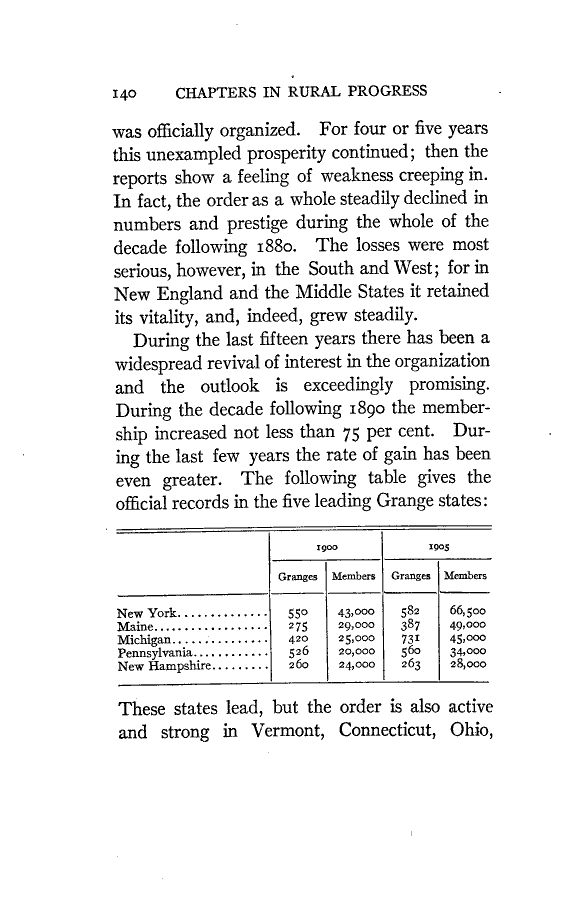 140 CHAPTERS IN RURAL PROGRESS
was officially organized. For four or five years
this unexampled prosperity continued; then the
reports show a feeling of weakness creeping in.
In fact, the order as a whole steadily declined in
numbers and prestige during the whole of the
decade following 1880. The losses were most
serious, however, in the South and West; for in
New England and the Middle States it retained
its vitality, and, indeed, grew steadily.
During the last fifteen years there has been a
widespread revival of interest in the organization
and the outlook is exceedingly promising.
During the decade following 1890 the member-
ship increased not less than 75 per cent. Dur-
ing the last few years the rate of gain has been
even greater. The following table gives the
official records in the five leading Grange states:
1900 1905
Granges Members Granges Members
New York.............. 550 43,000 582 66,500
Maine................. 275 29,000 387 49,000
Michigan............... 420 25,000 731 45,000
Pennsylvania............ 526 20,000 560 34,000
New Hampshire......... 260 24,000 263 28,000
These states lead, but the order is also active
and strong in Vermont, Connecticut, Ohio,